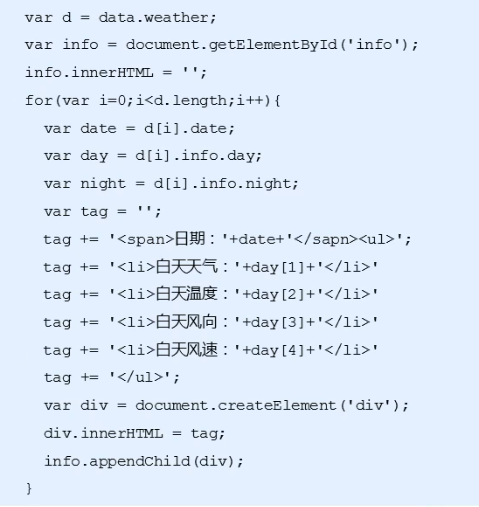 var d = data.weather;
var info = document.getElementById('info');
info.innerHTML = '';
for(var i=0;i<d.length;i++){
  var date = d[i].date;
  var day = d[i].info.day;
  var night = d[i].info.night;
  var tag = '';
  tag += '<span>日期：'+date+'</sapn><ul>';
  tag += '<li>白天天气：'+day[1]+'</li>'
  tag += '<li>白天温度：'+day[2]+'</li>'
  tag += '<li>白天风向：'+day[3]+'</li>'
  tag += '<li>白天风速：'+day[4]+'</li>'
  tag += '</ul>';
  var div = document.createElement('div');
  div.innerHTML = tag;
  info.appendChild(div);
}